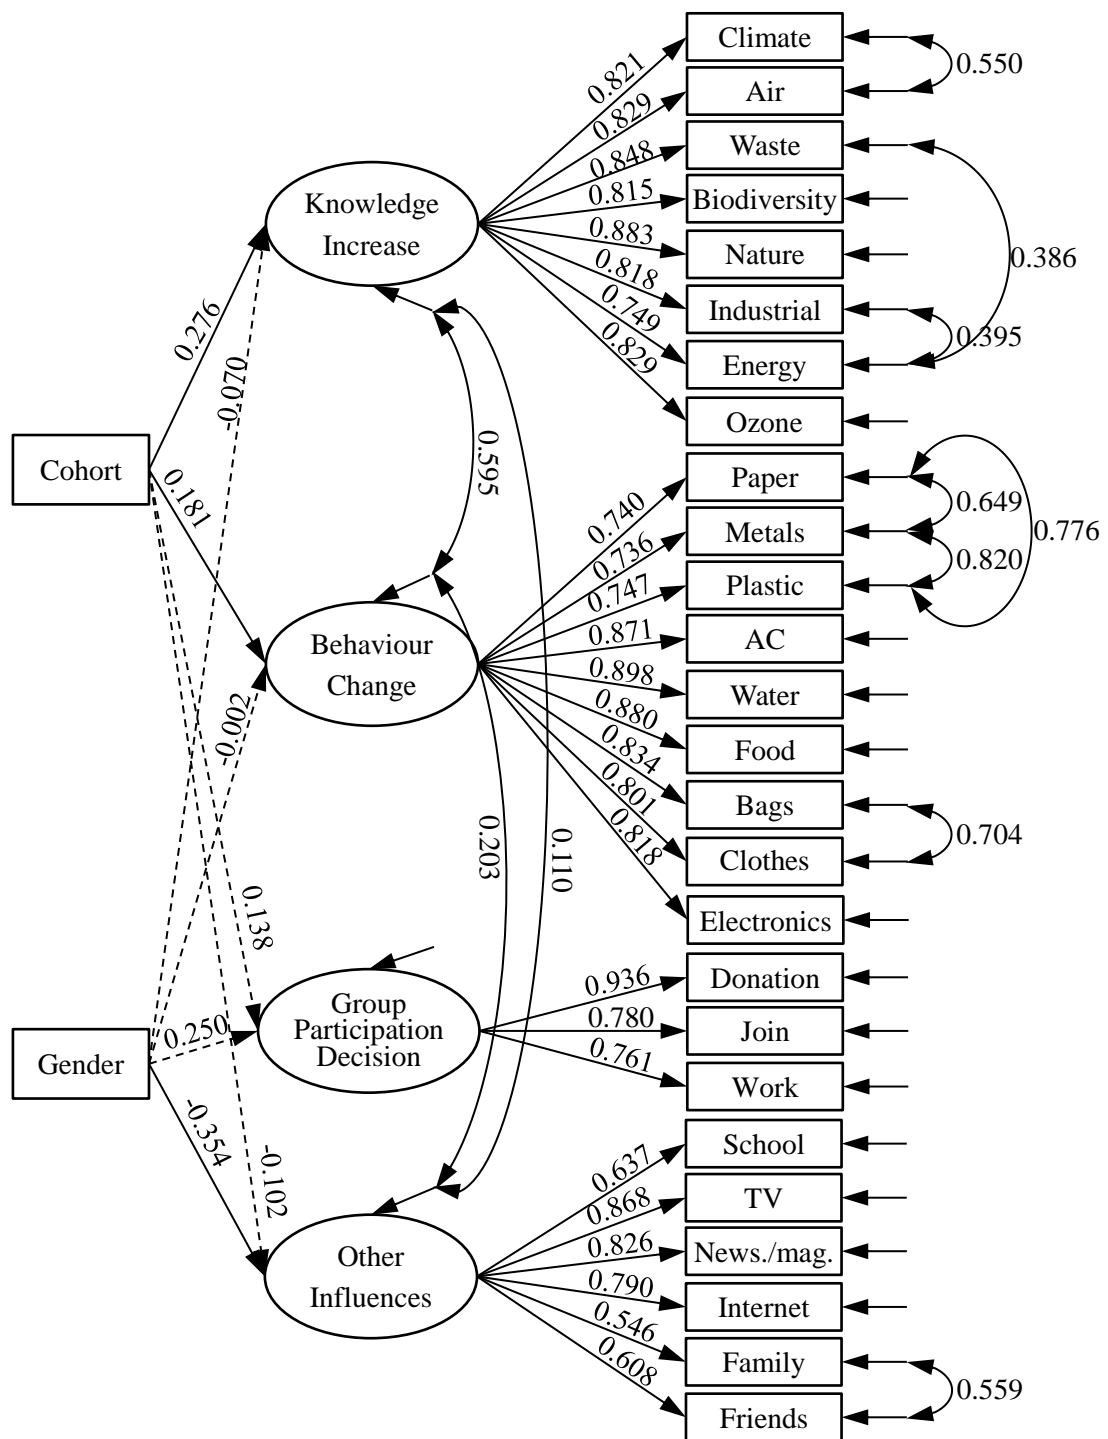 Climate
0.821
0.550
Air
0.829
Waste
0.848
Knowledge
Increase
0.815
Biodiversity
0.883
Nature
0.386
0.818
Industrial
0.276
0.749
0.395
-0.070
0.829
Energy
Ozone
Cohort
0.595
Paper
0.181
0.740
0.649
0.736
Metals
0.776
0.820
0.747
Plastic
0.871
AC
Behaviour
Change
0.898
Water
-0.002
0.880
Food
0.834
Bags
0.801
0.704
0.818
Clothes
0.203
0.110
0.138
Electronics
0.936
Donation
Group
Participation
Decision
0.250
0.780
Join
0.761
Gender
Work
-0.354
0.637
School
-0.102
0.868
TV
0.826
News./mag.
Other
Influences
0.790
Internet
0.546
Family
0.608
0.559
Friends